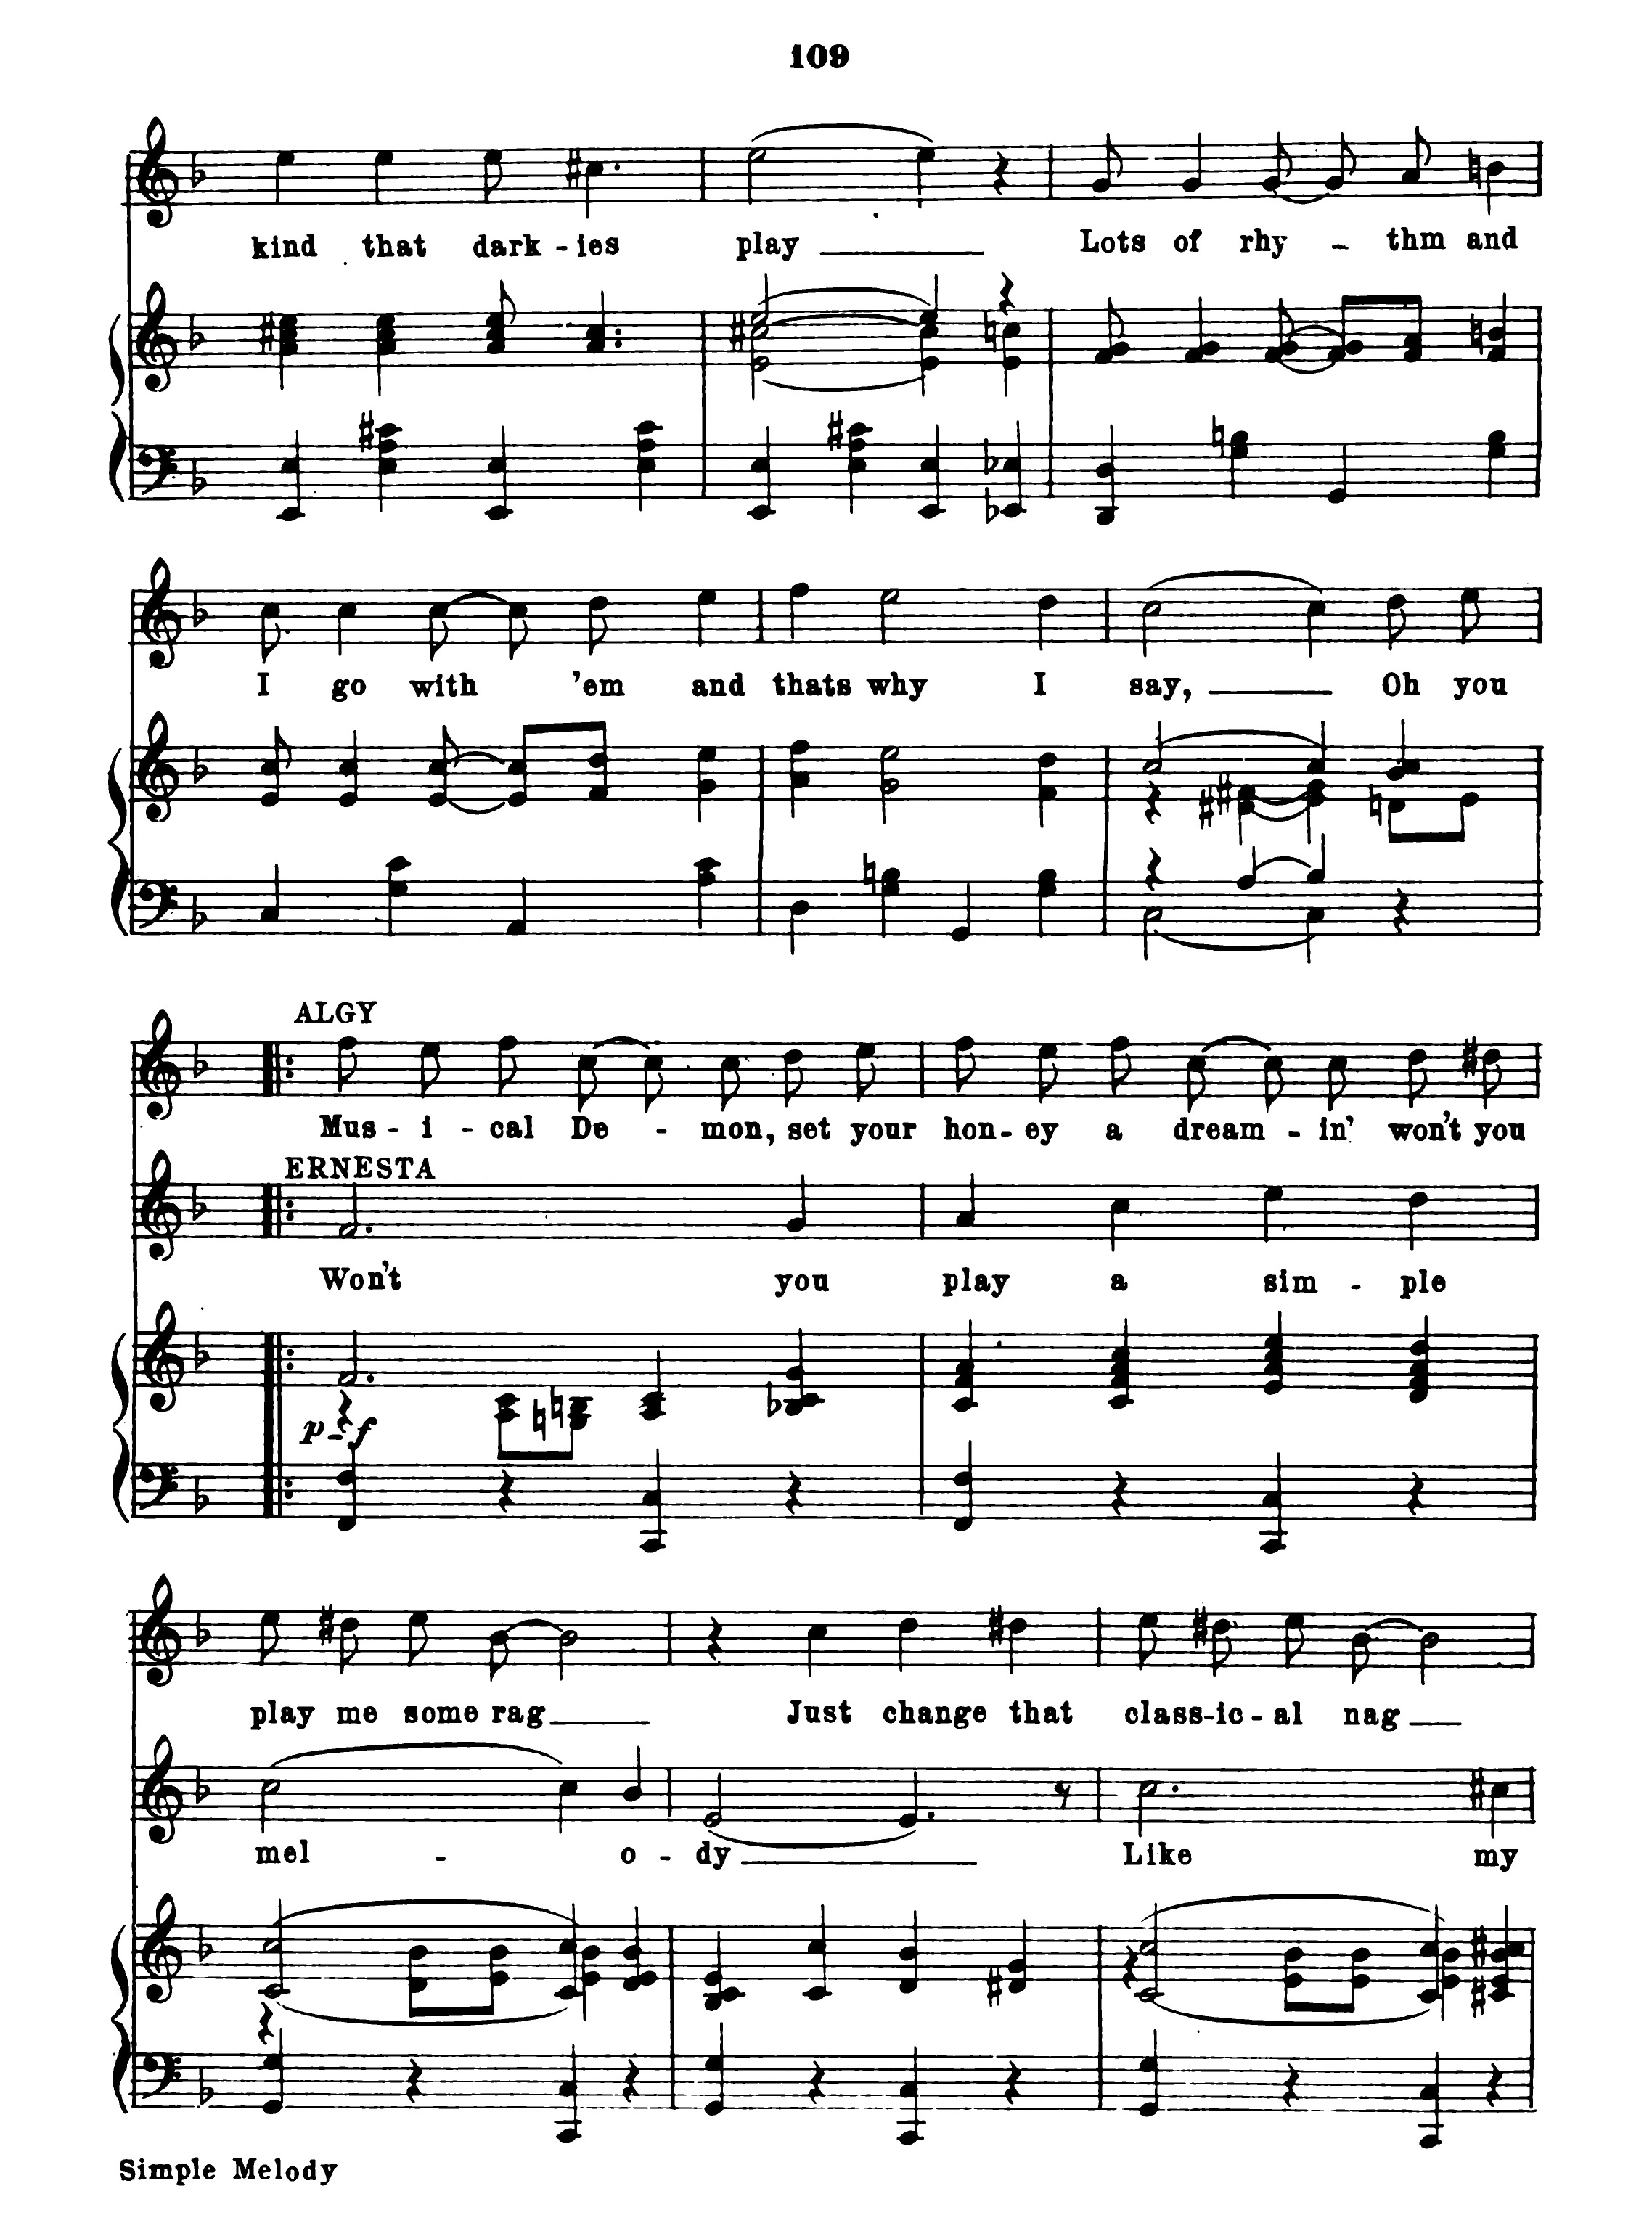 109
kind that dark - ies play Lots of rhy - thm and
I go with 'em and thats why I say, Oh you
ALGY
Mus - i - cal De - mon, set your hon - ey a dream - in' won't you
ERNESTA
Won't you play a sim - ple
p - f
play me some rag Just change that class - ic - al nag
mel - o - dy Like my
Simple Melody